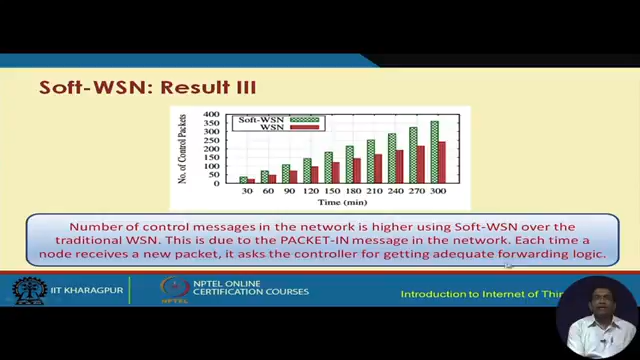 Soft-WSN: Result III
No. of Control Packets
400
350
300
250
200
150
100
50
0
Soft-WSN
WSN
30 60 90 120 150 180 210 240 270 300
Time (min)
Number of control messages in the network is higher using Soft-WSN over the
traditional WSN. This is due to the PACKET-IN message in the network. Each time a
node receives a new packet, it asks the controller for getting adequate forwarding logic.
IIT KHARAGPUR
NPTEL
NPTEL ONLINE
CERTIFICATION COURSES
Introduction to Internet of Thin